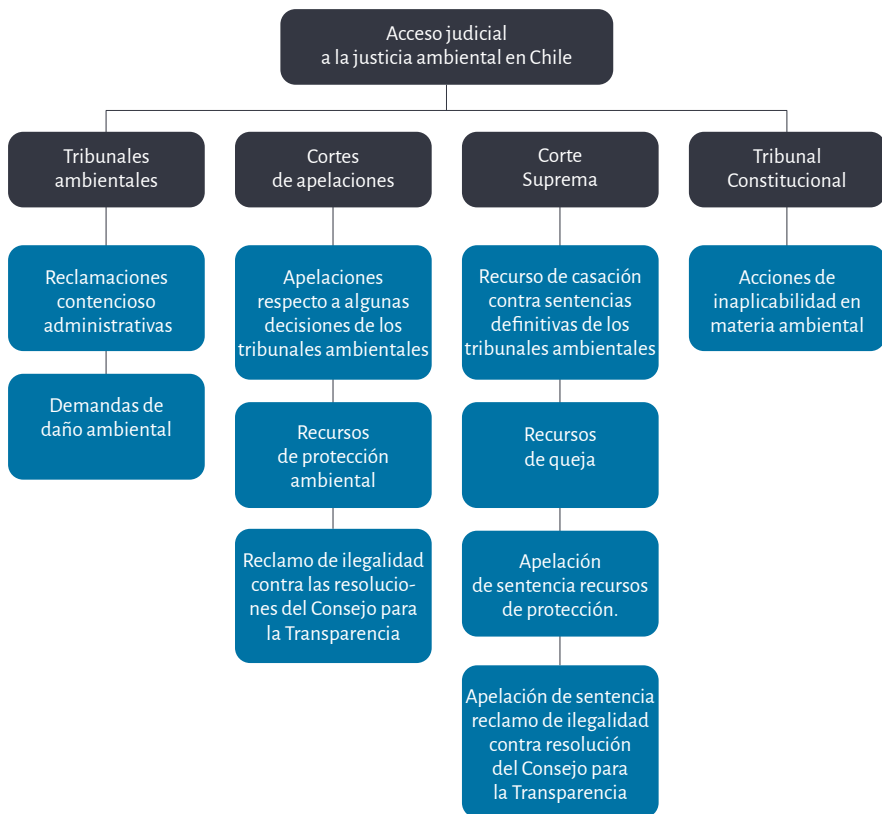 Acceso judicial
a la justicia ambiental en Chile
Tribunales
ambientales
Cortes
de apelaciones
Corte
Suprema
Tribunal
Constitucional
Reclamaciones
contencioso
administrativas
Demandas de
daño ambiental
Apelaciones
respecto a algunas
decisiones de los
tribunales ambientales
Recursos
de protección
ambiental
Reclamo de ilegalidad
contra las resolucio-
nes del Consejo para
la Transparencia
Recurso de casación
contra sentencias
definitivas de los
tribunales ambientales
Recursos
de queja
Apelación
de sentencia recursos
de protección.
Apelación de sentencia
reclamo de ilegalidad
contra resolución
del Consejo para
la Transparencia
Acciones de
inaplicabilidad en
materia ambiental